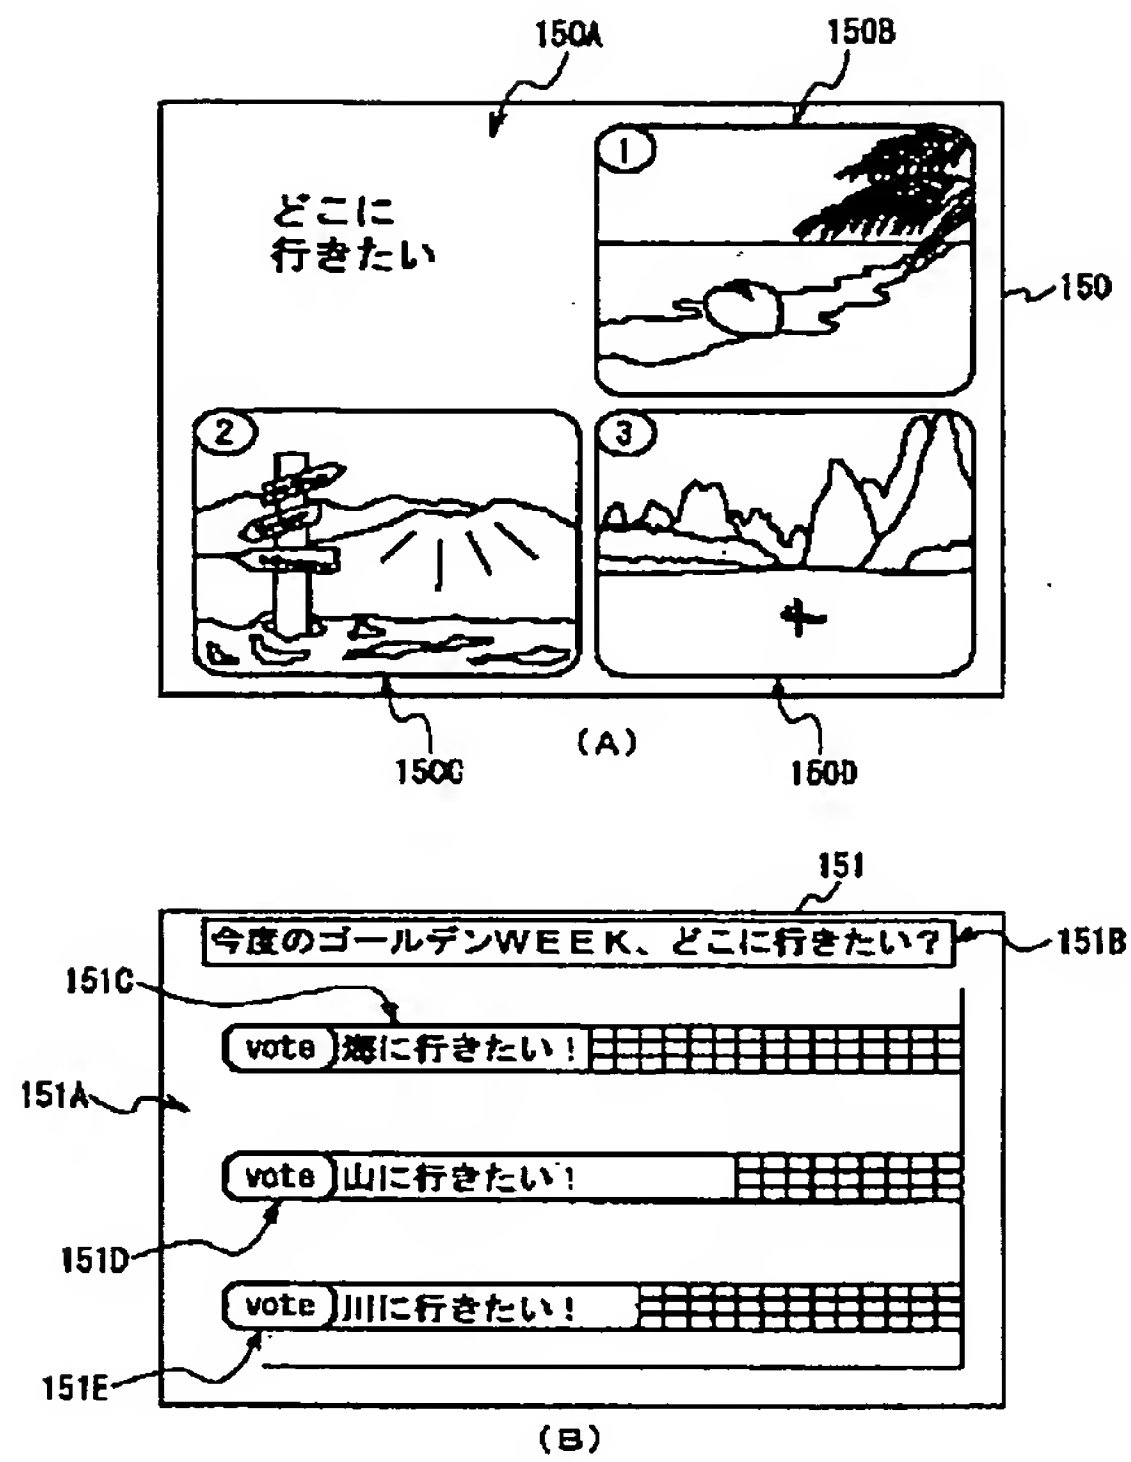 150A
150B
1
どこに
行きたい
150
2
3
(A)
150C
150D
151
今度のゴールデンWEEK、どこに行きたい?
151B
151C
vote 海に行きたい!
151A
vote 山に行きたい!
151D
vote 川に行きたい!
151E
(B)